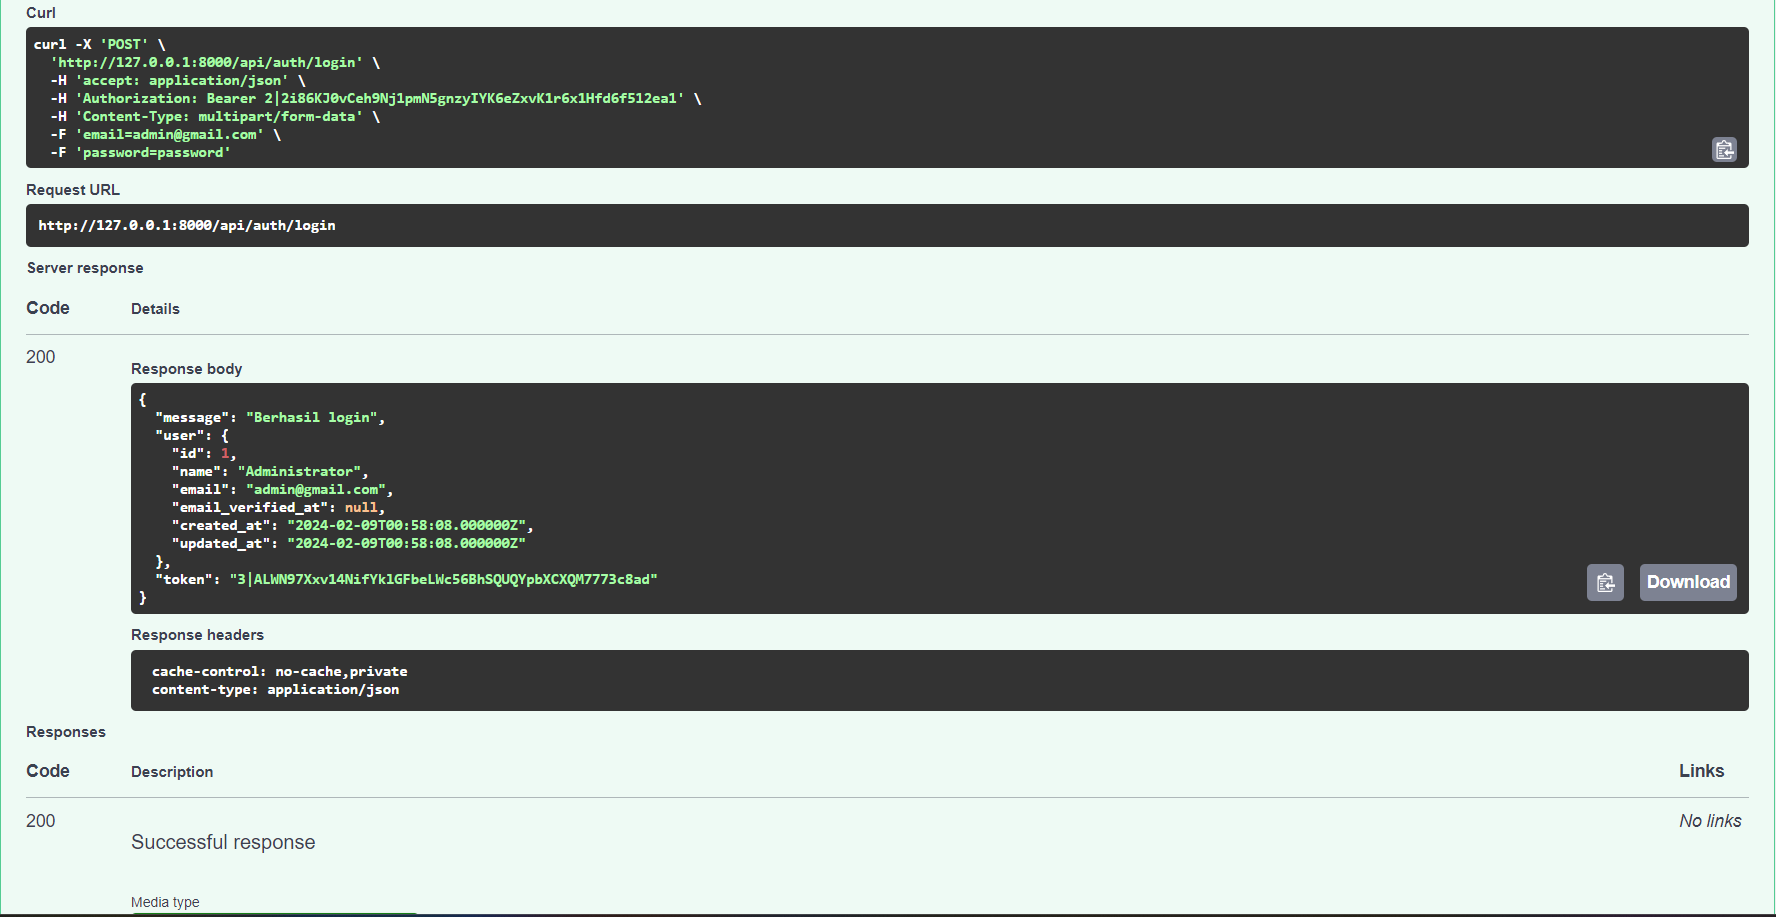 Curl
curl -X 'POST' \
'http://127.0.0.1:8000/api/auth/login' \
-H 'accept: application/json' \
-H 'Authorization: Bearer 2|2i86KJ0vCeh9Nj1pmN5gnzyIYK6eZxvK1r6x1Hfd6f512ea1' \
-H 'Content-Type: multipart/form-data' \
-F 'email=admin@gmail.com' \
-F 'password=password'
Request URL
http://127.0.0.1:8000/api/auth/login
Server response
Code Details
200
Response body
{
"message": "Berhasil login",
"user": {
"id": 1,
"name": "Administrator",
"email": "admin@gmail.com",
"email_verified_at": null,
"created_at": "2024-02-09T00:58:08.000000Z",
"updated_at": "2024-02-09T00:58:08.000000Z"
},
"token": "3|ALWN97Xxv14NifYklGFbeLWc56BhSQUQYpbXCXQM7773c8ad"
}
Download
Response headers
cache-control: no-cache,private
content-type: application/json
Responses
Code Description Links
200 No links
Successful response
Media type